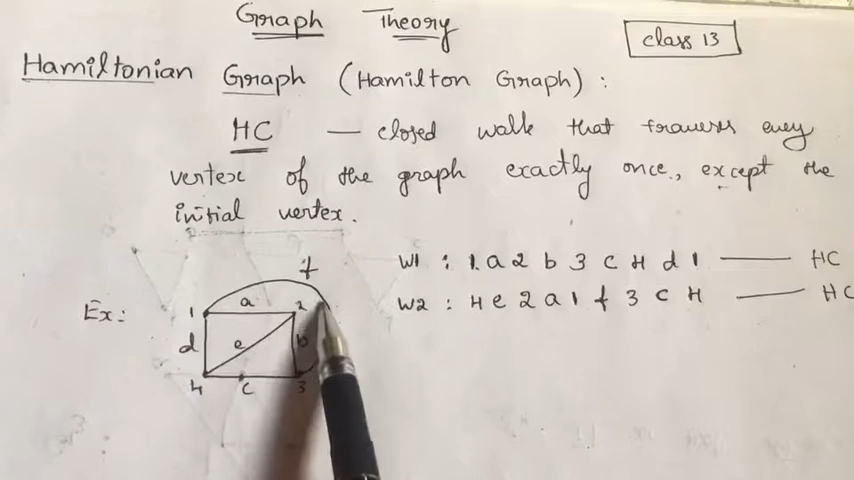 Graph Theory
class 13
Hamiltonian Graph (Hamilton Graph) :
HC — closed walk that traverses every
vertex of the graph exactly once, except the
initial vertex.
Ex:
f
1 a 2
d e b
4 c 3
W1 : 1 a 2 b 3 c 4 d 1 — HC
W2 : 4 e 2 a 1 f 3 c 4 — HC